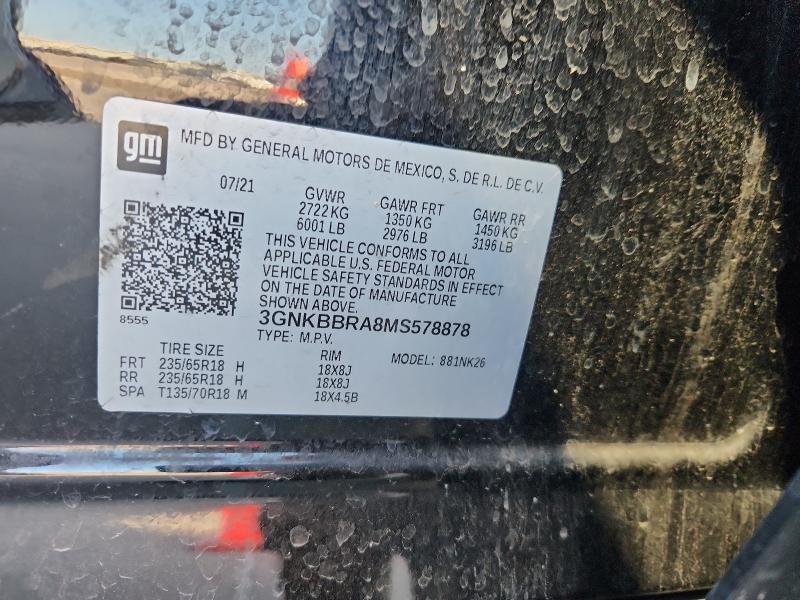 gm
MFD BY GENERAL MOTORS DE MEXICO, S. DE R.L. DE C.V.
07/21 GVWR GAWR FRT GAWR RR
2722 KG 1350 KG 1450 KG
6001 LB 2976 LB 3196 LB
THIS VEHICLE CONFORMS TO ALL
APPLICABLE U.S. FEDERAL MOTOR
VEHICLE SAFETY STANDARDS IN EFFECT
ON THE DATE OF MANUFACTURE
SHOWN ABOVE.
8555
3GNKBBRA8MS578878
TYPE: M.P.V.
TIRE SIZE RIM MODEL: 881NK26
FRT 235/65R18 H 18X8J
RR 235/65R18 H 18X8J
SPA T135/70R18 M 18X4.5B